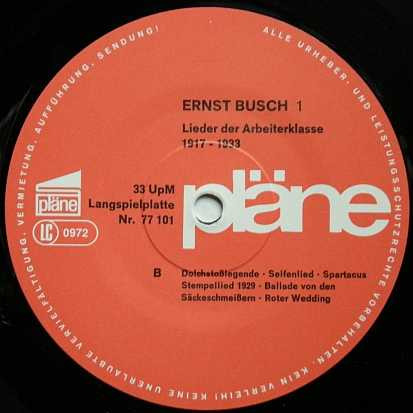 ALLE URHEBER- UND LEISTUNGSSCHUTZRECHTE VORBEHALTEN. KEIN VERLEIH! KEINE UNERLAUBTE VERVIELFÄLTIGUNG, VERMIETUNG, AUFFÜHRUNG, SENDUNG!
ERNST BUSCH 1
Lieder der Arbeiterklasse
1917 - 1933
pläne
LC 0972
33 UpM
Langspielplatte
Nr. 77 101
pläne
B
Dolchstoßlegende · Seifenlied · Spartacus
Stempellied 1929 · Ballade von den
Säckeschmeißern · Roter Wedding